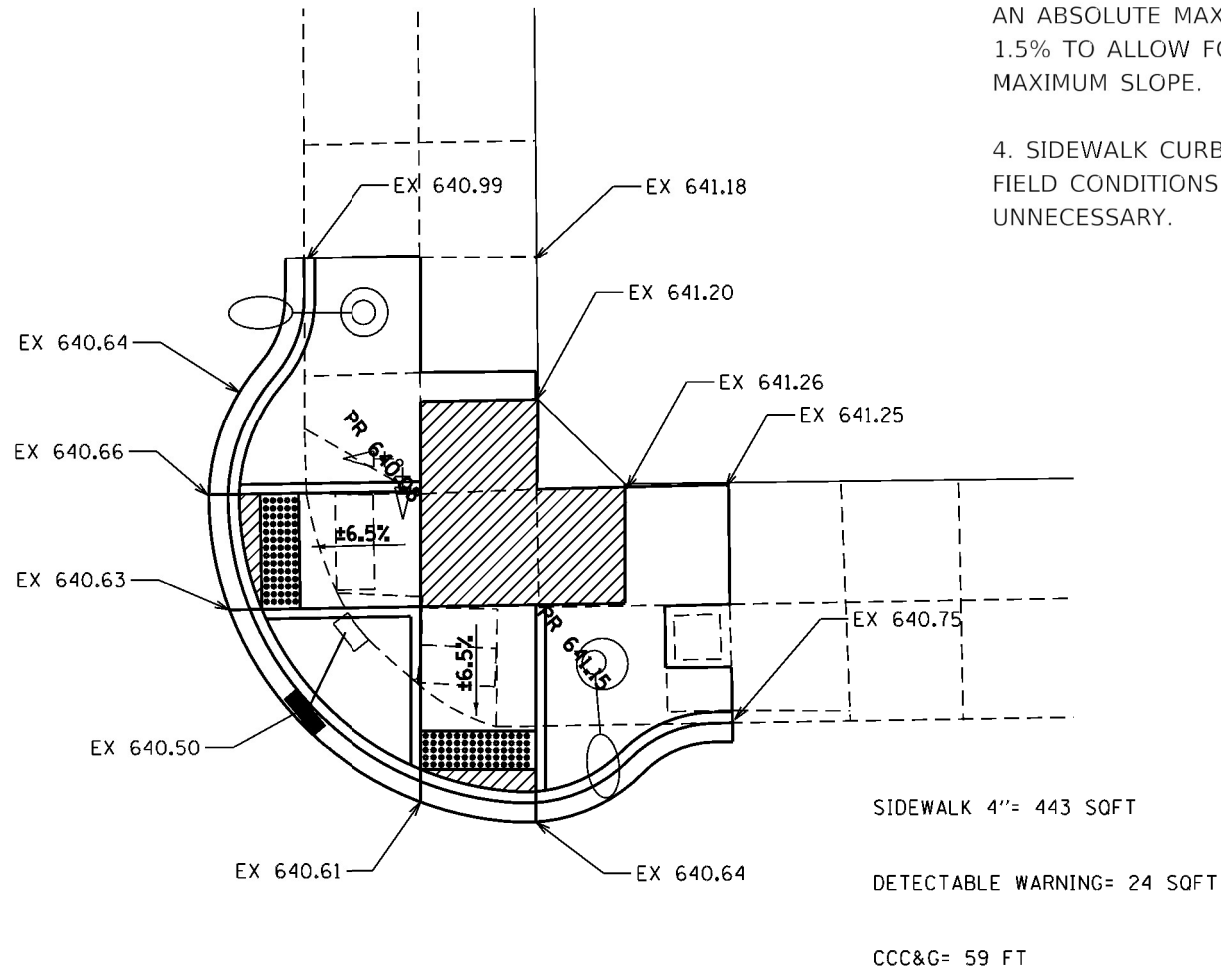 AN ABSOLUTE MAX
1.5% TO ALLOW FO
MAXIMUM SLOPE.
4. SIDEWALK CURB
FIELD CONDITIONS
UNNECESSARY.
EX 640.99
EX 641.18
EX 641.20
EX 640.64
EX 641.26
EX 641.25
EX 640.66
±6.5%
EX 640.63
PR 641.15
EX 640.75
±6.5%
EX 640.50
EX 640.61
EX 640.64
SIDEWALK 4"= 443 SQFT
DETECTABLE WARNING= 24 SQFT
CCC&G= 59 FT